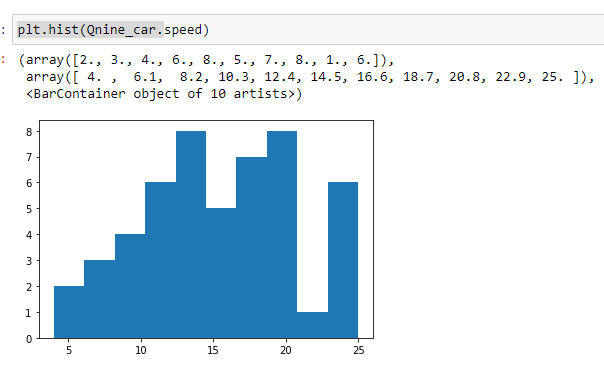 : plt.hist(Qnine_car.speed)
: (array([2., 3., 4., 6., 8., 5., 7., 8., 1., 6.]),
array([ 4. , 6.1, 8.2, 10.3, 12.4, 14.5, 16.6, 18.7, 20.8, 22.9, 25. ]),
<BarContainer object of 10 artists>)
8
7
6
5
4
3
2
1
0
5 10 15 20 25